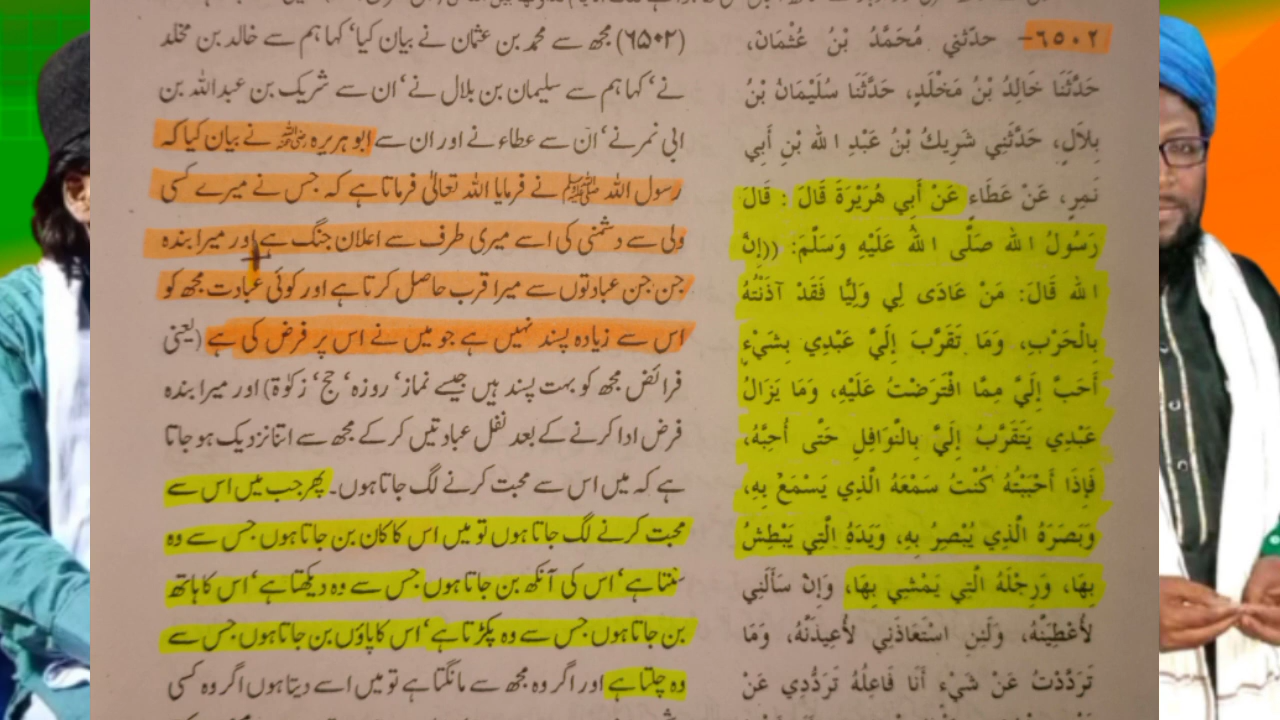 ٦٥٠٢- حدّثني مُحَمَّدُ بْنُ عُثْمَانَ،
حَدَّثَنَا خَالِدُ بْنُ مَخْلَدٍ، حَدَّثَنَا سُلَيْمَانُ بْنُ
بِلاَلٍ، حَدَّثَنِي شَرِيكُ بْنُ عَبْدِ الله بْنِ أَبِي
نَمِرٍ، عَنْ عَطَاءٍ عَنْ أَبِي هُرَيْرَةَ قَالَ : قَالَ
رَسُولُ الله صَلَّى الله عَلَيْهِ وَسَلَّمَ: ((إِنَّ
الله قَالَ: مَنْ عَادَى لِي وَلِيًّا فَقَدْ آذَنْتُهُ
بِالْحَرْبِ، وَمَا تَقَرَّبَ إِلَيَّ عَبْدِي بِشَيْءٍ
أَحَبَّ إِلَيَّ مِمَّا افْتَرَضْتُ عَلَيْهِ، وَمَا يَزَالُ
عَبْدِي يَتَقَرَّبُ إِلَيَّ بِالنَّوَافِلِ حَتَّى أُحِبَّهُ،
فَإِذَا أَحْبَبْتُهُ كُنْتُ سَمْعَهُ الَّذِي يَسْمَعُ بِهِ،
وَبَصَرَهُ الَّذِي يُبْصِرُ بِهِ، وَيَدَهُ الَّتِي يَبْطِشُ
بِهَا، وَرِجْلَهُ الَّتِي يَمْشِي بِهَا، وَإِنْ سَأَلَنِي
لأُعْطِيَنَّهُ، وَلَئِنِ اسْتَعَاذَنِي لأُعِيذَنَّهُ، وَمَا
تَرَدَّدْتُ عَنْ شَيْءٍ أَنَا فَاعِلُهُ تَرَدُّدِي عَنْ
(۶۵۰۲) مجھ سے محمد بن عثمان نے بیان کیا‘ کہا ہم سے خالد بن مخلد
نے‘ کہا ہم سے سلیمان بن بلال نے‘ ان سے شریک بن عبداللہ بن
ابی نمر نے‘ ان سے عطاء نے اور ان سے ابو ہریرہ رضی اللہ عنہ نے بیان کیا کہ
رسول اللہ ﷺ نے فرمایا اللہ تعالیٰ فرماتا ہے کہ جس نے میرے کسی
ولی سے دشمنی کی اسے میری طرف سے اعلان جنگ ہے اور میرا بندہ
جن جن عبادتوں سے میرا قرب حاصل کرتا ہے اور کوئی عبادت مجھ کو
اس سے زیادہ پسند نہیں ہے جو میں نے اس پر فرض کی ہے (یعنی
فرائض مجھ کو بہت پسند ہیں جیسے نماز‘ روزہ‘ حج‘ زکوٰۃ) اور میرا بندہ
فرض ادا کرنے کے بعد نفل عبادتیں کر کے مجھ سے اتنا نزدیک ہو جاتا
ہے کہ میں اس سے محبت کرنے لگ جاتا ہوں۔ پھر جب میں اس سے
محبت کرنے لگ جاتا ہوں تو میں اس کا کان بن جاتا ہوں جس سے وہ
سنتا ہے‘ اس کی آنکھ بن جاتا ہوں جس سے وہ دیکھتا ہے‘ اس کا ہاتھ
بن جاتا ہوں جس سے وہ پکڑتا ہے‘ اس کا پاؤں بن جاتا ہوں جس سے
وہ چلتا ہے اور اگر وہ مجھ سے مانگتا ہے تو میں اسے دیتا ہوں اگر وہ کسی